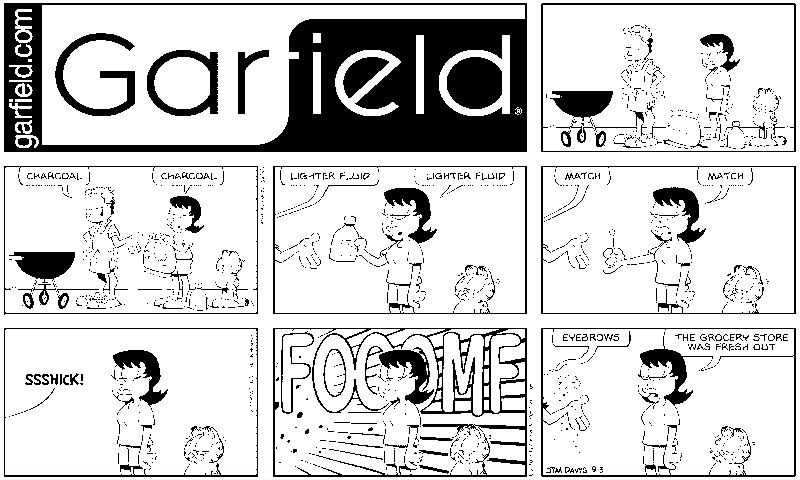 garfield.com
Garfield®
CHARCOAL
CHARCOAL
LIGHTER FLUID
LIGHTER FLUID
MATCH
MATCH
SSSHICK!
FOOOMF
EYEBROWS
THE GROCERY STORE
WAS FRESH OUT
JIM DAVIS 9·3